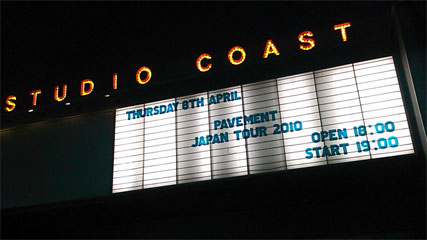 STUDIO COAST
THURSDAY 8TH APRIL
PAVEMENT
JAPAN TOUR 2010
OPEN 18:00
START 19:00